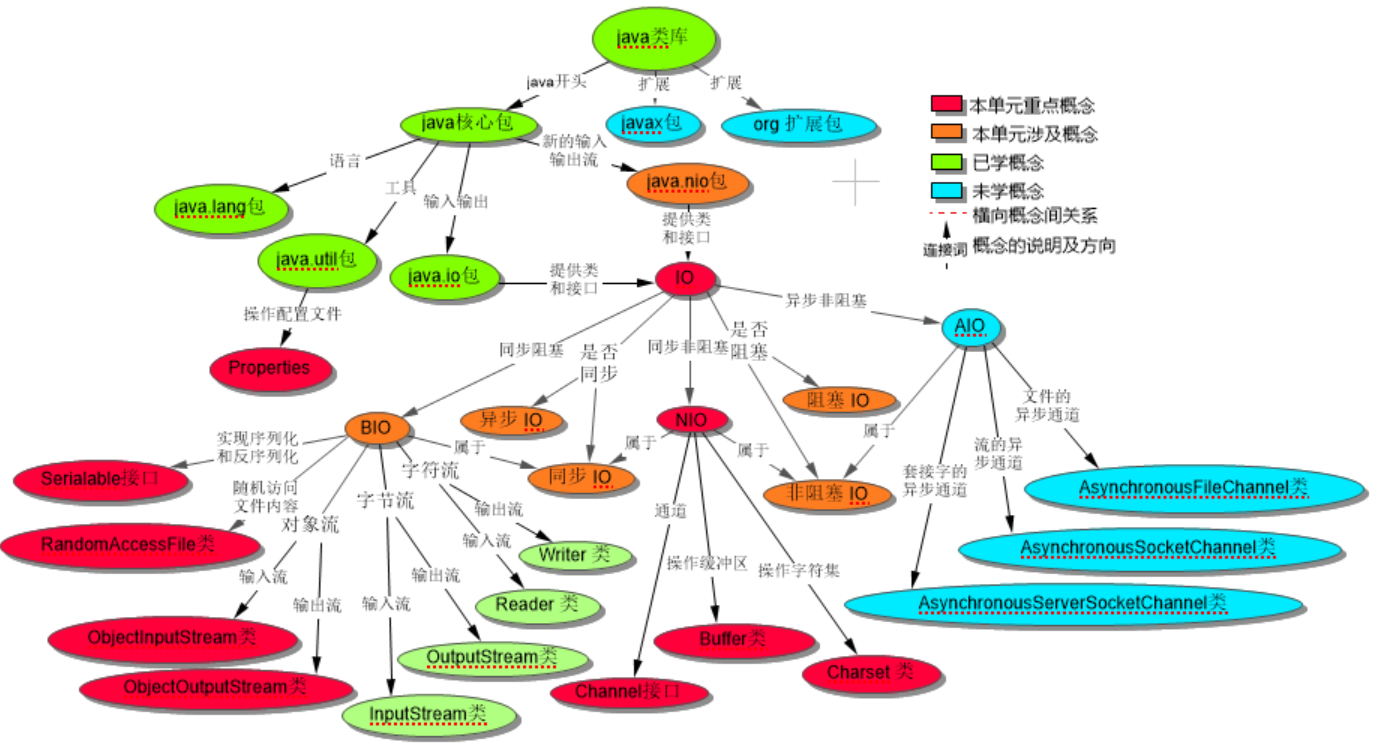 java类库
java开头
扩展
扩展
java核心包
javax包
org 扩展包
本单元重点概念
本单元涉及概念
已学概念
未学概念
横向概念间关系
连接词
概念的说明及方向
语言
工具
输入输出
新的输入
输出流
java.lang包
java.util包
java.io包
java.nio包
提供类
和接口
提供类
和接口
IO
操作配置文件
Properties
同步阻塞
是否
同步
同步非阻塞
是否
阻塞
异步非阻塞
AIO
BIO
异步 IO
NIO
阻塞 IO
属于
同步 IO
属于
属于
非阻塞 IO
属于
实现序列化
和反序列化
Serialable接口
随机访问
文件内容
RandomAccessFile类
对象流
字节流
字符流
输入流
输出流
输入流
输出流
输入流
输出流
Writer 类
Reader 类
OutputStream类
InputStream类
ObjectInputStream类
ObjectOutputStream类
通道
操作缓冲区
操作字符集
Channel接口
Buffer类
Charset 类
套接字的
异步通道
流的异
步通道
文件的
异步通道
AsynchronousFileChannel类
AsynchronousSocketChannel类
AsynchronousServerSocketChannel类